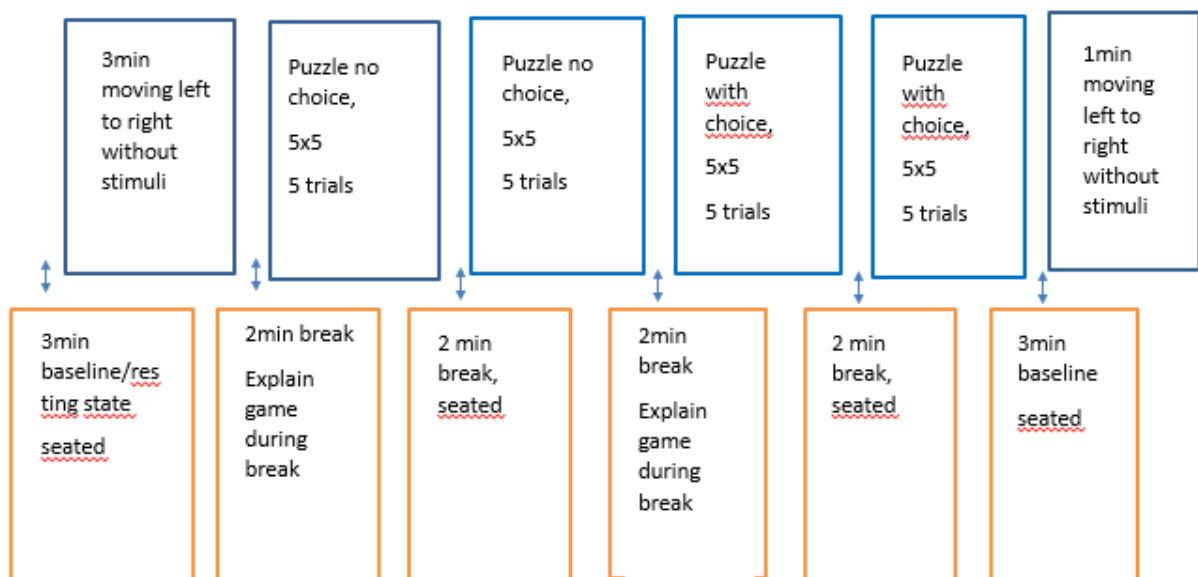 3min
moving left
to right
without
stimuli
Puzzle no
choice,
5x5
5 trials
Puzzle no
choice,
5x5
5 trials
Puzzle
with
choice,
5x5
5 trials
Puzzle
with
choice,
5x5
5 trials
1min
moving
left to
right
without
stimuli
3min
baseline/res
ting state
seated
2min break
Explain
game
during
break
2 min
break,
seated
2min
break
Explain
game
during
break
2 min
break,
seated
3min
baseline
seated